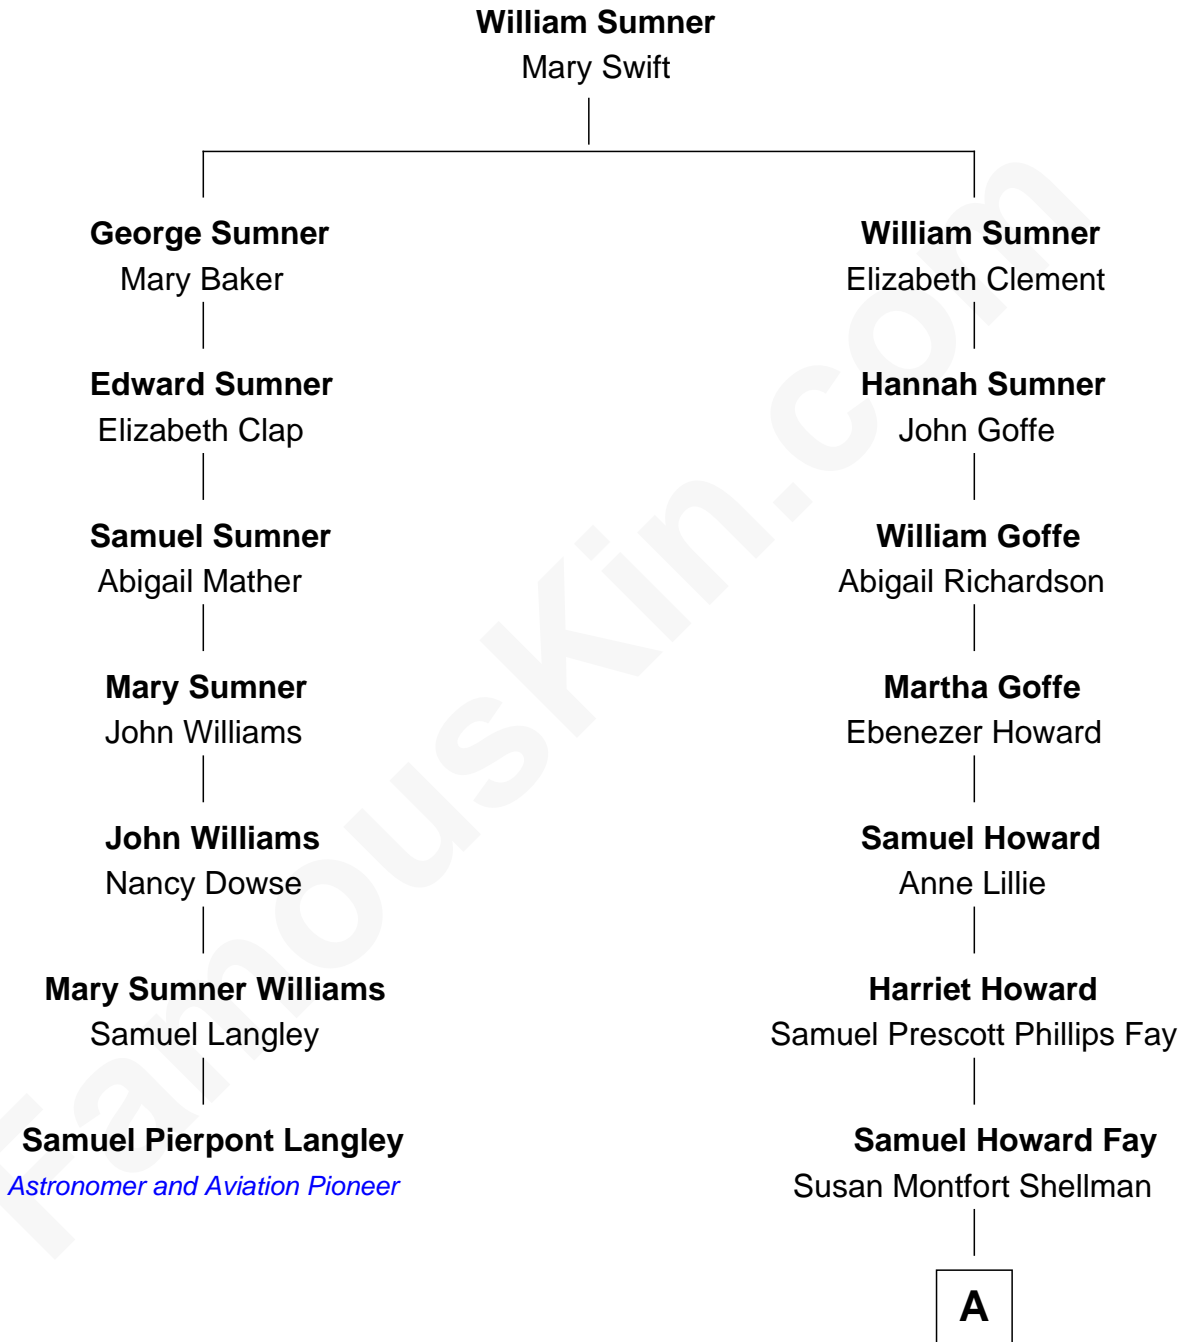 William Sumner
Mary Swift
George Sumner
Mary Baker
William Sumner
Elizabeth Clement
Edward Sumner
Elizabeth Clap
Hannah Sumner
John Goffe
Samuel Sumner
Abigail Mather
William Goffe
Abigail Richardson
Mary Sumner
John Williams
Martha Goffe
Ebenezer Howard
John Williams
Nancy Dowse
Samuel Howard
Anne Lillie
Mary Sumner Williams
Samuel Langley
Harriet Howard
Samuel Prescott Phillips Fay
Samuel Pierpont Langley
Astronomer and Aviation Pioneer
Samuel Howard Fay
Susan Montfort Shellman
A
FamousKin.com